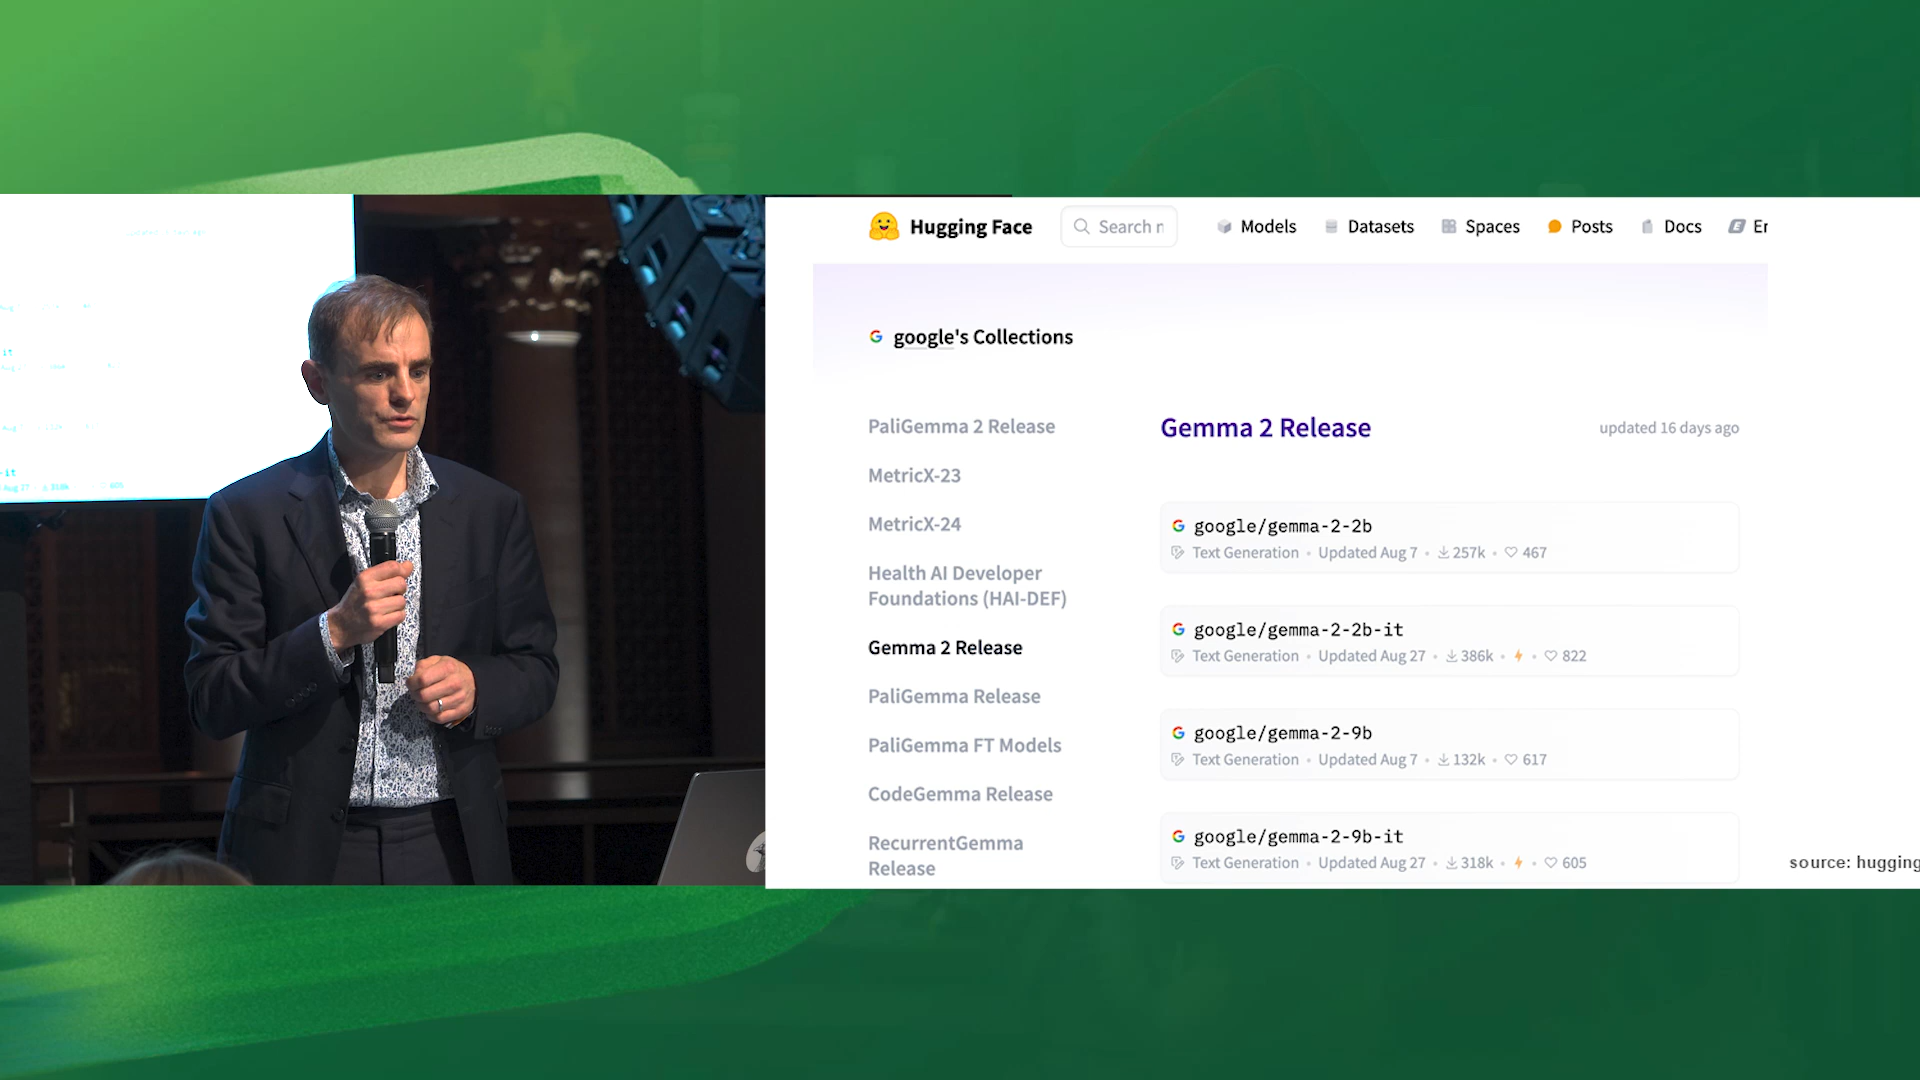 Hugging Face
Search
Models
Datasets
Spaces
Posts
Docs
google's Collections
PaliGemma 2 Release
MetricX-23
MetricX-24
Health AI Developer
Foundations (HAI-DEF)
Gemma 2 Release
PaliGemma Release
PaliGemma FT Models
CodeGemma Release
RecurrentGemma
Release
Gemma 2 Release
updated 16 days ago
google/gemma-2-2b
Text Generation • Updated Aug 7 • 257k • 467
google/gemma-2-2b-it
Text Generation • Updated Aug 27 • 386k • 822
google/gemma-2-9b
Text Generation • Updated Aug 7 • 132k • 617
google/gemma-2-9b-it
Text Generation • Updated Aug 27 • 318k • 605
source: hugging